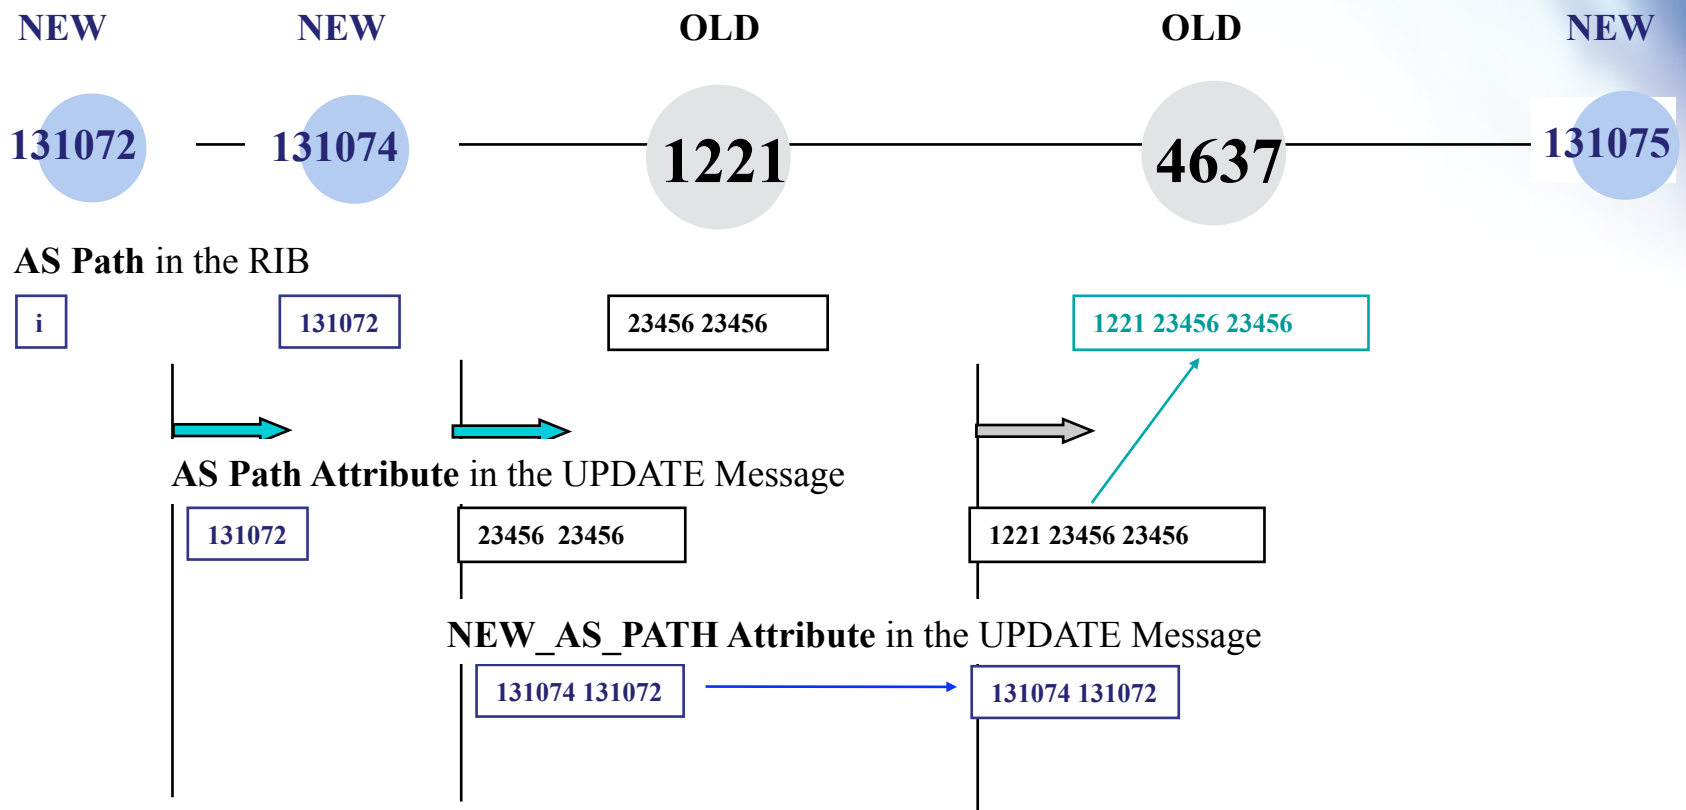 NEW NEW OLD OLD NEW
131072 131074 1221 4637 131075
AS Path in the RIB
i 131072 23456 23456 1221 23456 23456
AS Path Attribute in the UPDATE Message
131072 23456 23456 1221 23456 23456
NEW_AS_PATH Attribute in the UPDATE Message
131074 131072 131074 131072